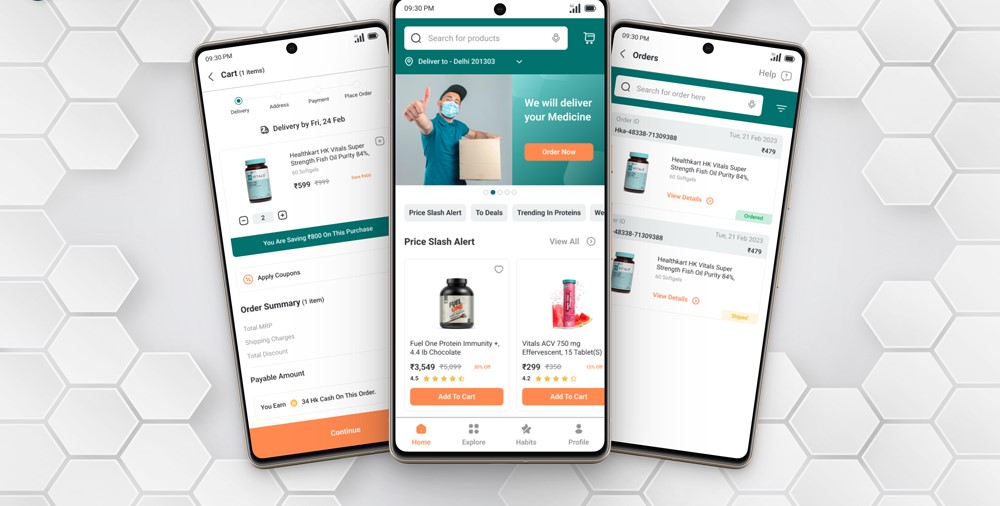 09:30 PM
Cart (1 items)
Delivery
Address
Payment
Place Order
Delivery by Fri, 24 Feb
Healthkart HK Vitals Super
Strength Fish Oil Purity 84%,
60 Softgels
₹599 ₹999
2
You Are Saving ₹800 On This Purchase
Apply Coupons
Order Summary (1 item)
Total MRP
Shipping Charges
Total Discount
Payable Amount
You Earn 34 Hk Cash On This Order.
Continue
09:30 PM
Search for products
Deliver to - Delhi 201303
We will deliver
your Medicine
Order Now
Price Slash Alert
To Deals
Trending In Proteins
We
Price Slash Alert
View All
FUEL
ONE
Fuel One Protein Immunity +,
4.4 lb Chocolate
₹3,549 ₹5,099
4.5
Add To Cart
Vitals ACV 750 mg
Effervescent, 15 Tablet(S)
₹299 ₹350
4.2
Add To Cart
Home
Explore
Habits
Profile
09:30 PM
Orders
Help
Search for order here
Order ID
Hka-48338-71309388
Tue, 21 Feb 2023
₹479
Healthkart HK Vitals Super
Strength Fish Oil Purity 84%,
60 Softgels
View Details
Ordered
er ID
-48338-71309388
Tue, 21 Feb 2023
₹479
Healthkart HK Vitals Super
Strength Fish Oil Purity 84%,
60 Softgels
View Details